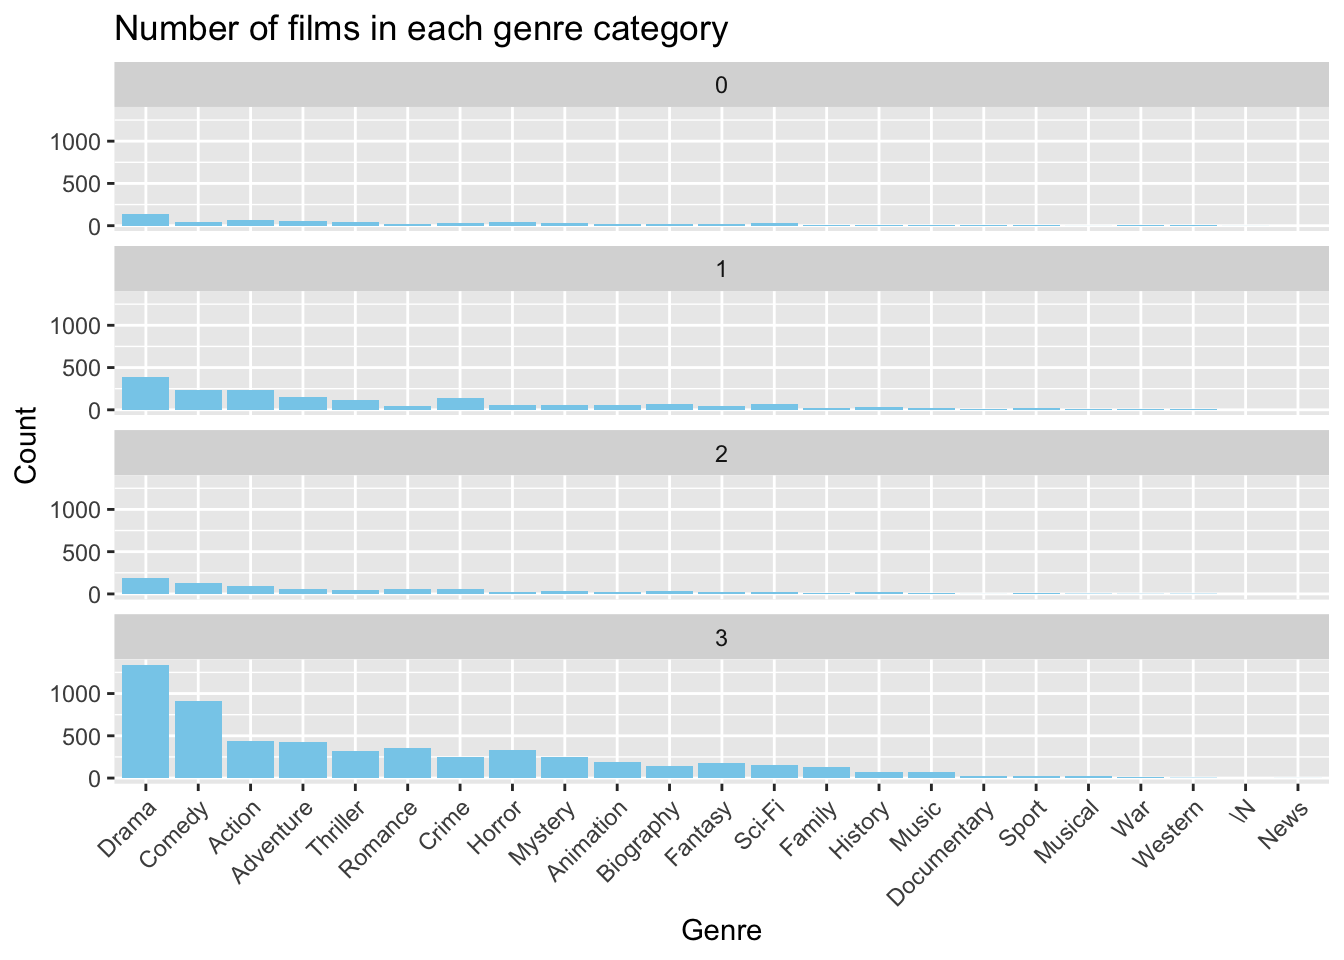 Number of films in each genre category
0
1000
500
0
1
1000
500
0
2
1000
500
0
3
1000
500
0
Count
Drama
Comedy
Action
Adventure
Thriller
Romance
Crime
Horror
Mystery
Animation
Biography
Fantasy
Sci-Fi
Family
History
Music
Documentary
Sport
Musical
War
Western
\N
News
Genre